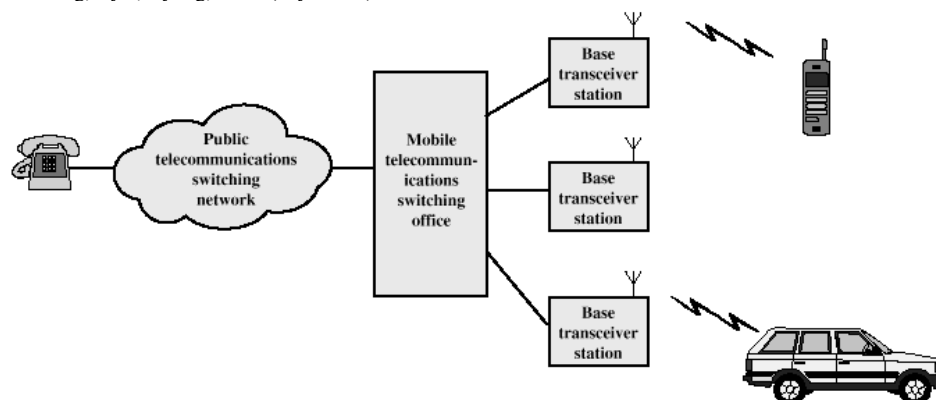 Public
telecommunications
switching
network
Mobile
telecommun-
ications
switching
office
Base
transceiver
station
Base
transceiver
station
Base
transceiver
station